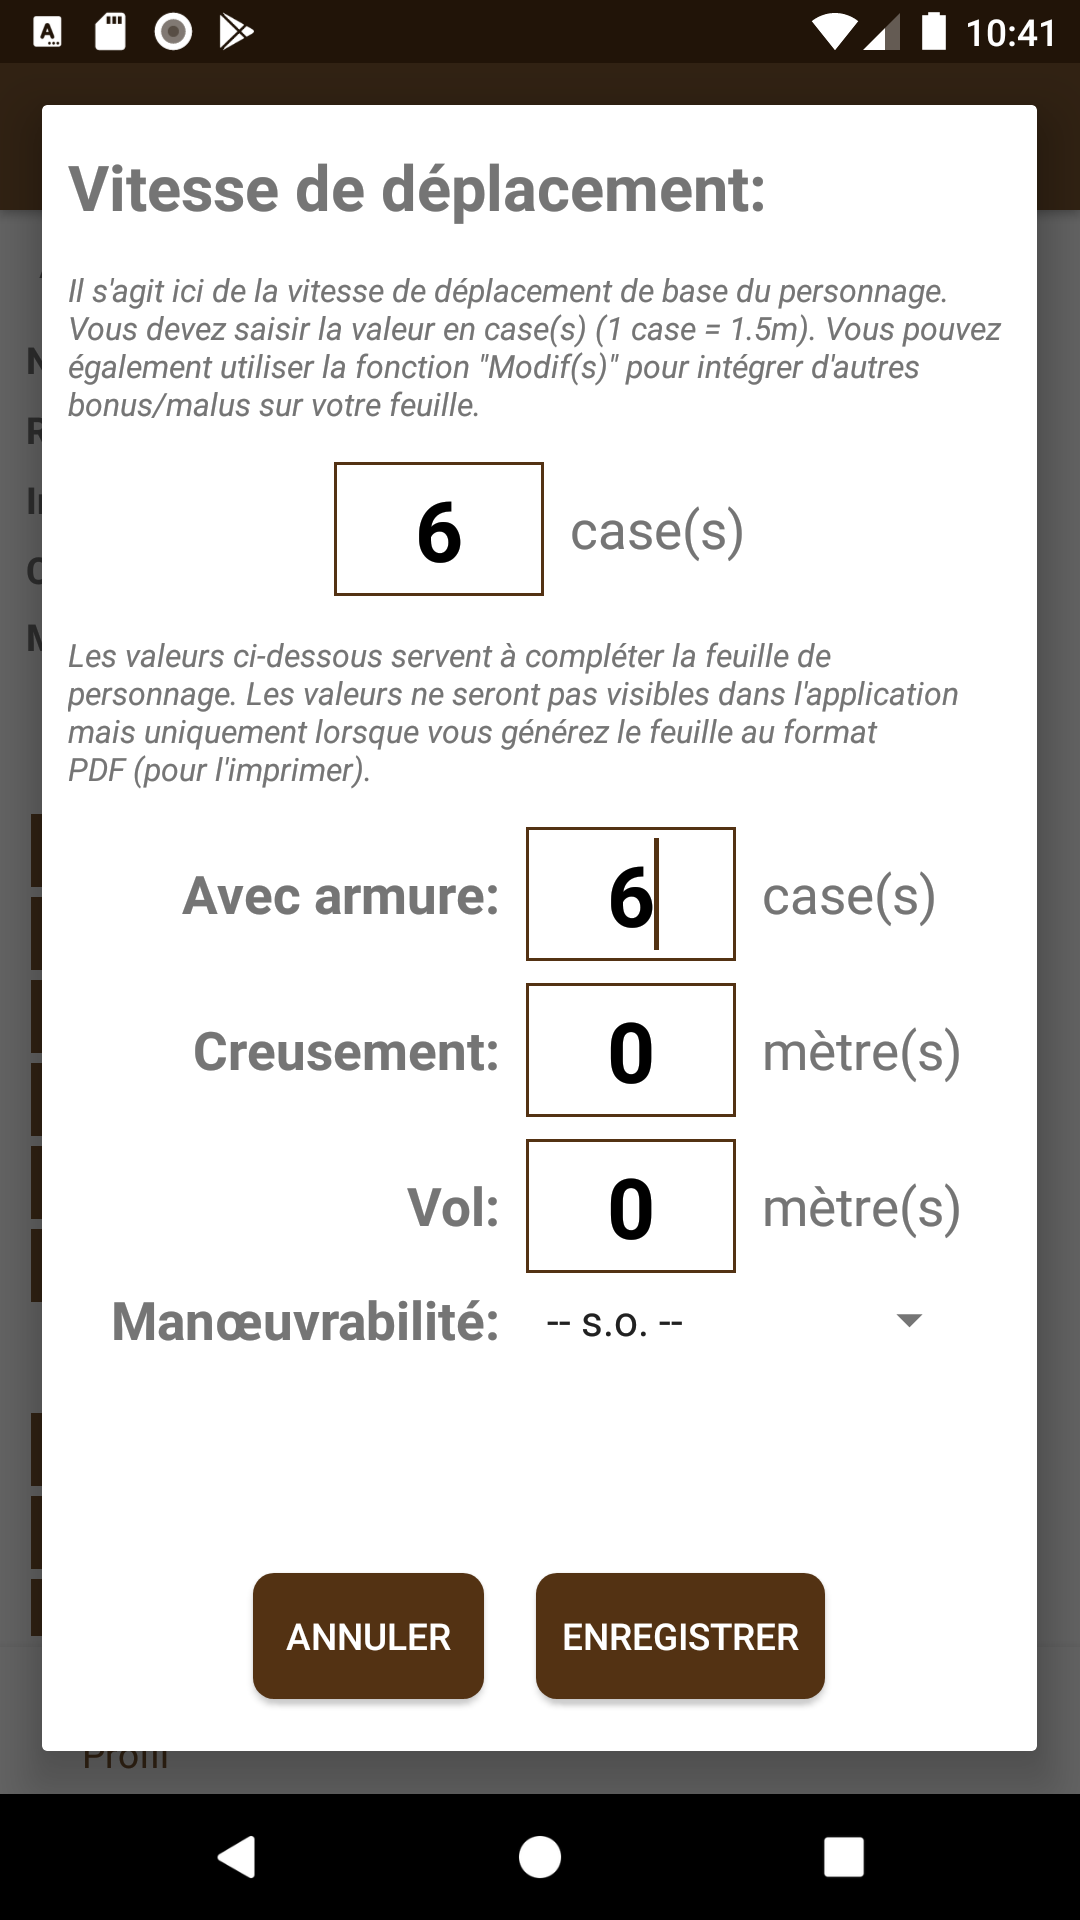 10:41
Vitesse de déplacement:
Il s'agit ici de la vitesse de déplacement de base du personnage.
Vous devez saisir la valeur en case(s) (1 case = 1.5m). Vous pouvez
également utiliser la fonction "Modif(s)" pour intégrer d'autres
bonus/malus sur votre feuille.
6 case(s)
Les valeurs ci-dessous servent à compléter la feuille de
personnage. Les valeurs ne seront pas visibles dans l'application
mais uniquement lorsque vous générez le feuille au format
PDF (pour l'imprimer).
Avec armure: 6 case(s)
Creusement: 0 mètre(s)
Vol: 0 mètre(s)
Manœuvrabilité: -- s.o. --
ANNULER ENREGISTRER
Profil